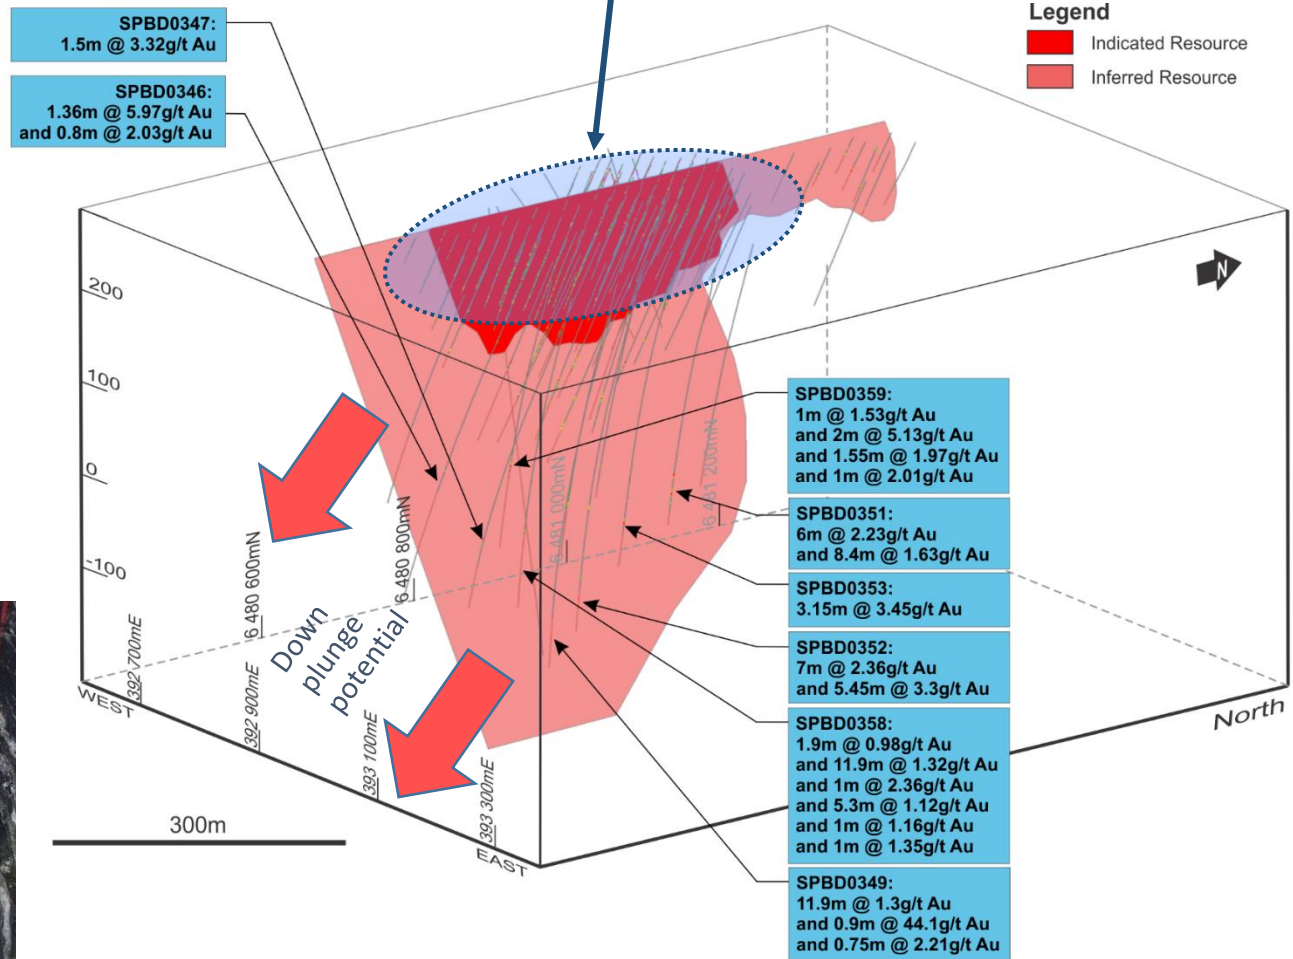 SPBD0347:
1.5m @ 3.32g/t Au
SPBD0346:
1.36m @ 5.97g/t Au
and 0.8m @ 2.03g/t Au
Legend
Indicated Resource
Inferred Resource
N
200
100
0
-100
SPBD0359:
1m @ 1.53g/t Au
and 2m @ 5.13g/t Au
and 1.55m @ 1.97g/t Au
and 1m @ 2.01g/t Au
SPBD0351:
6m @ 2.23g/t Au
and 8.4m @ 1.63g/t Au
SPBD0353:
3.15m @ 3.45g/t Au
SPBD0352:
7m @ 2.36g/t Au
and 5.45m @ 3.3g/t Au
SPBD0358:
1.9m @ 0.98g/t Au
and 11.9m @ 1.32g/t Au
and 1m @ 2.36g/t Au
and 5.3m @ 1.12g/t Au
and 1m @ 1.16g/t Au
and 1m @ 1.35g/t Au
SPBD0349:
11.9m @ 1.3g/t Au
and 0.9m @ 44.1g/t Au
and 0.75m @ 2.21g/t Au
6 480 600mN
6 480 800mN
6 481 000mN
6 481 200mN
Down
plunge
potential
WEST
392 700mE
392 900mE
393 100mE
393 300mE
EAST
North
300m